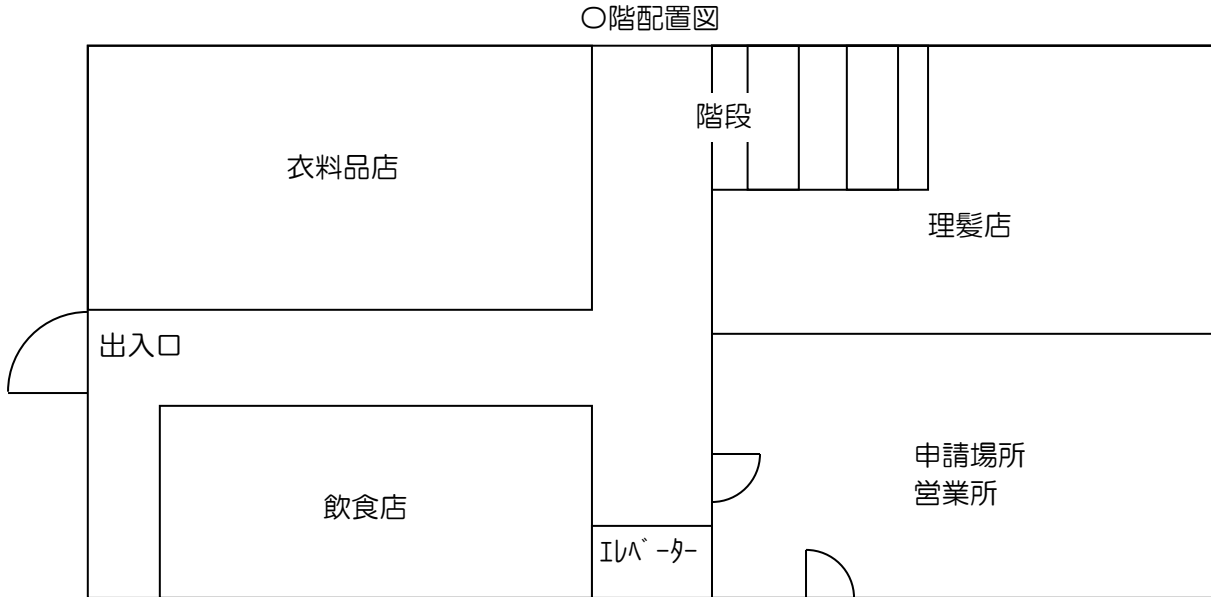 〇階配置図
階段
衣料品店
理髪店
出入口
申請場所
営業所
飲食店
ｴﾚﾍﾞｰﾀｰ